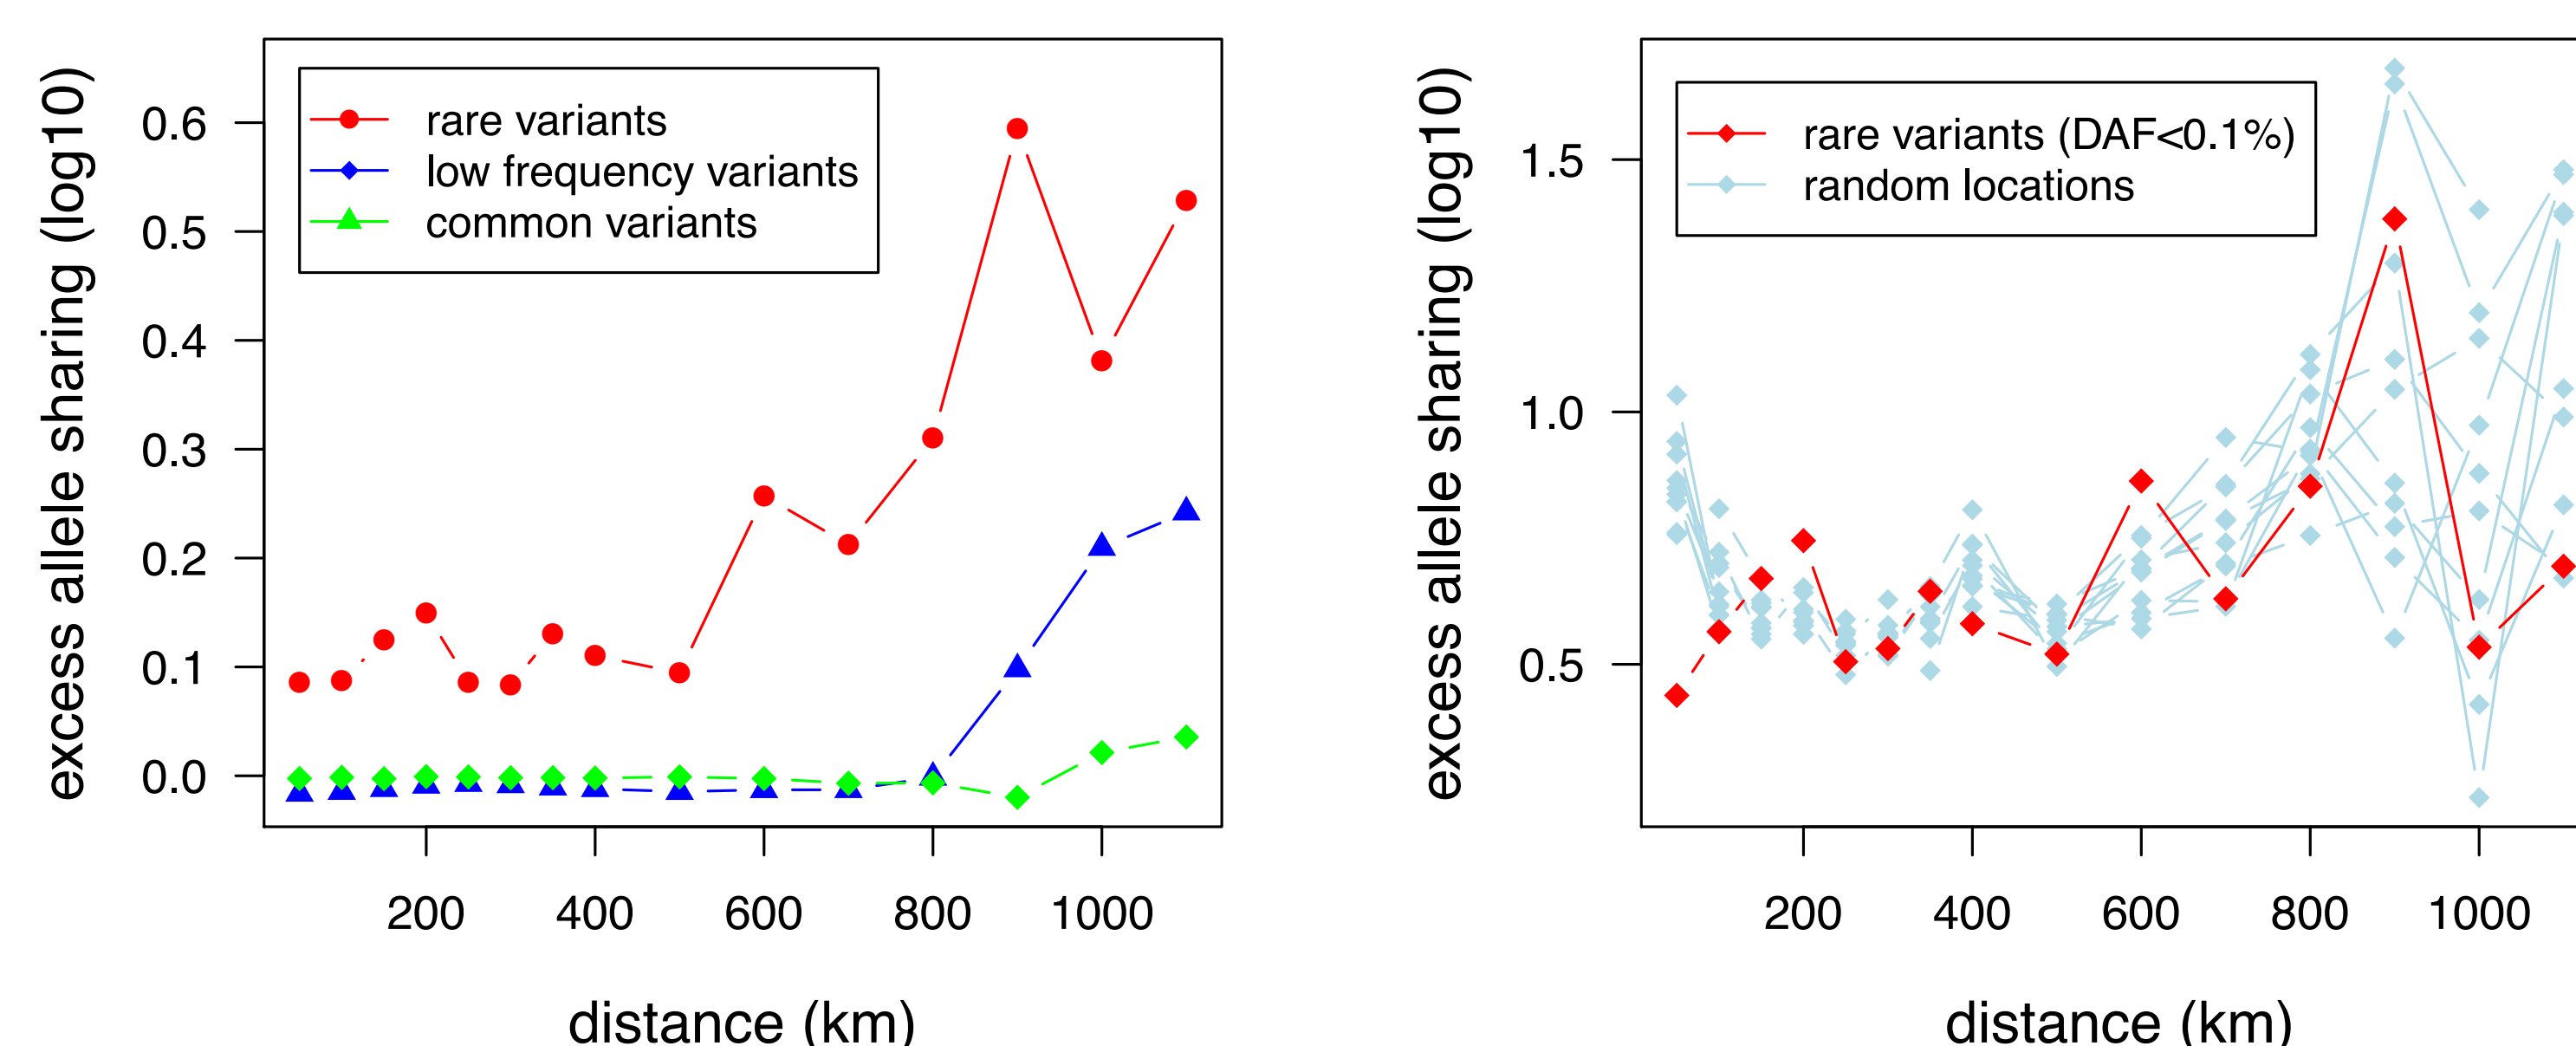 excess allele sharing (log10)
0.6
0.5
0.4
0.3
0.2
0.1
0.0
rare variants
low frequency variants
common variants
200 400 600 800 1000
distance (km)
excess allele sharing (log10)
1.5
1.0
0.5
rare variants (DAF<0.1%)
random locations
200 400 600 800 1000
distance (km)